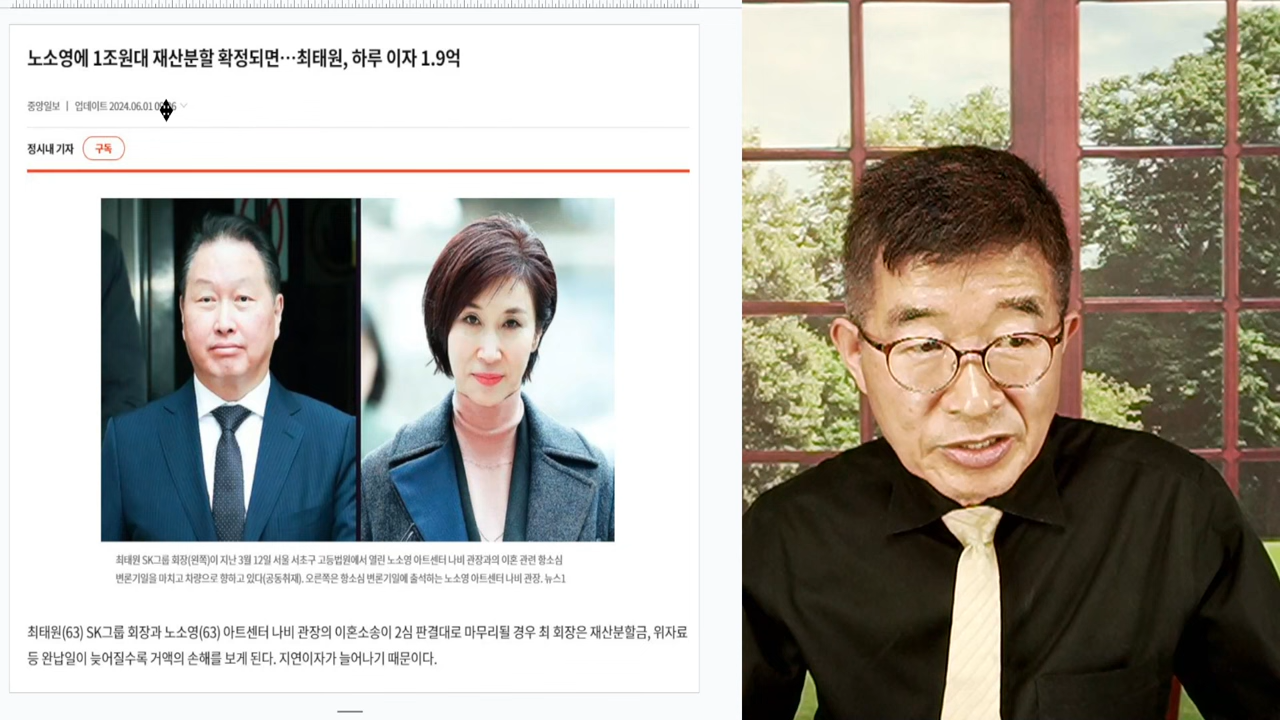 노소영에 1조원대 재산분할 확정되면…최태원, 하루 이자 1.9억
중앙일보 | 업데이트 2024.06.01
정시내 기자 구독
최태원 SK그룹 회장(왼쪽)이 지난 3월 12일 서울 서초구 고등법원에서 열린 노소영 아트센터 나비 관장과의 이혼 관련 항소심
변론기일을 마치고 차량으로 향하고 있다(공동취재). 오른쪽은 항소심 변론기일에 출석하는 노소영 아트센터 나비 관장. 뉴스1
최태원(63) SK그룹 회장과 노소영(63) 아트센터 나비 관장의 이혼소송이 2심 판결대로 마무리될 경우 최 회장은 재산분할금, 위자료
등 완납일이 늦어질수록 거액의 손해를 보게 된다. 지연이자가 늘어나기 때문이다.